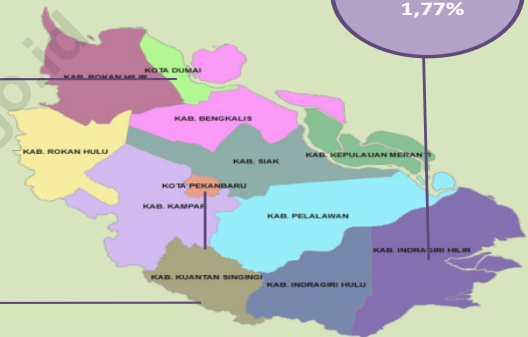 1,77%
KAB. ROKAN HILIR
KOTA DUMAI
KAB. BENGKALIS
KAB. ROKAN HULU
KAB. SIAK
KAB. KEPULAUAN MERANTI
KOTA PEKANBARU
KAB. KAMPAR
KAB. PELALAWAN
KAB. INDRAGIRI HILIR
KAB. KUANTAN SINGINGI
KAB. INDRAGIRI HULU